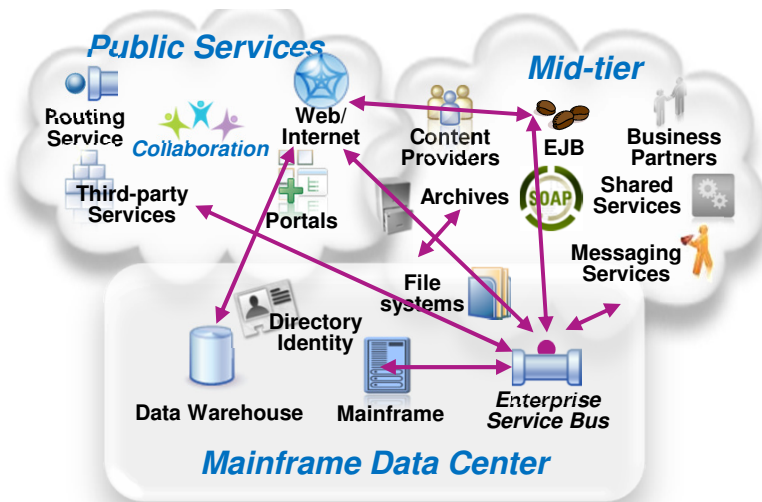 Public Services
Mid-tier
Routing
Service
Collaboration
Web/
Internet
Content
Providers
EJB
Business
Partners
Third-party
Services
Portals
Archives
SOAP
Shared
Services
Messaging
Services
File
systems
Directory
Identity
Data Warehouse
Mainframe
Enterprise
Service Bus
Mainframe Data Center